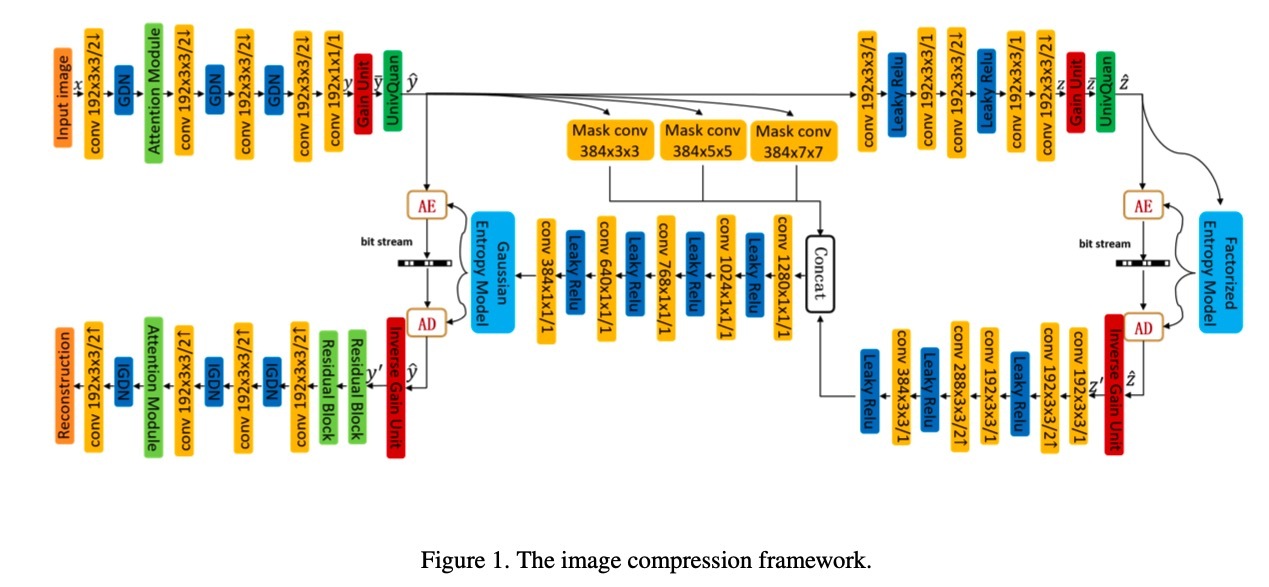 Input image
x
conv 192x3x3/2↓
GDN
Attention Module
conv 192x3x3/2↓
GDN
conv 192x3x3/2↓
GDN
conv 192x3x3/2↓
conv 192x1x1/1
y
Gain Unit
ȳ
UnivQuan
ŷ
Mask conv
384x3x3
Mask conv
384x5x5
Mask conv
384x7x7
conv 192x3x3/1
Leaky Relu
conv 192x3x3/1
conv 192x3x3/2↓
Leaky Relu
conv 192x3x3/1
conv 192x3x3/2↓
z
Gain Unit
z̄
UnivQuan
ẑ
AE
bit stream
AD
Gaussian
Entropy Model
conv 384x1x1/1
Leaky Relu
conv 640x1x1/1
Leaky Relu
conv 768x1x1/1
Leaky Relu
conv 1024x1x1/1
Leaky Relu
conv 1280x1x1/1
Concat
AE
bit stream
AD
Factorized
Entropy Model
Reconstruction
conv 192x3x3/2↑
IGDN
Attention Module
conv 192x3x3/2↑
IGDN
conv 192x3x3/2↑
IGDN
conv 192x3x3/2↑
Residual Block
Residual Block
y′
Inverse Gain Unit
ŷ
Leaky Relu
conv 384x3x3/1
Leaky Relu
conv 288x3x3/2↑
conv 192x3x3/1
Leaky Relu
conv 192x3x3/2↑
conv 192x3x3/1
z′
Inverse Gain Unit
ẑ
Figure 1. The image compression framework.